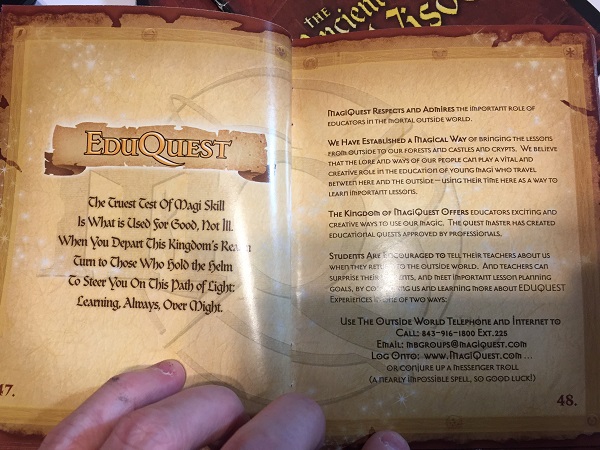 THE
EDUQUEST
The Truest Test Of Magi Skill
Is What is Used For Good, Not Ill.
When You Depart This Kingdom's
Turn to Those Who Hold the Helm
To Steer You On This Path of Light:
Learning, Always, Over Might.
47.
MAGIQUEST RESPECTS AND ADMIRES THE IMPORTANT ROLE OF
EDUCATORS IN THE MORTAL OUTSIDE WORLD.
WE HAVE ESTABLISHED A MAGICAL WAY OF BRINGING THE LESSONS
FROM OUTSIDE TO OUR FORESTS AND CASTLES AND CRYPTS. WE BELIEVE
THAT THE LORE AND WAYS OF OUR PEOPLE CAN PLAY A VITAL AND
CREATIVE ROLE IN THE EDUCATION OF YOUNG MAGI WHO TRAVEL
BETWEEN HERE AND THE OUTSIDE – USING THEIR TIME HERE AS A WAY TO
LEARN IMPORTANT LESSONS.
THE KINGDOM OF MAGIQUEST OFFERS EDUCATORS EXCITING AND
CREATIVE WAYS TO USE OUR MAGIC. THE QUEST MASTER HAS CREATED
EDUCATIONAL QUESTS APPROVED BY PROFESSIONALS.
STUDENTS ARE ENCOURAGED TO TELL THEIR TEACHERS ABOUT US
WHEN THEY TO THE OUTSIDE WORLD. AND TEACHERS CAN
SURPRISE AND MEET IMPORTANT LESSON PLANNING
GOALS, BY US AND LEARNING MORE ABOUT EDUQUEST
EXPERIENCES ONE OF TWO WAYS:
USE THE OUTSIDE WORLD TELEPHONE AND INTERNET TO
CALL: 843-916-1800 EXT.225
EMAIL: MBGROUPS@MAGIQUEST.COM
LOG ONTO: WWW.MAGIQUEST.COM ...
OR CONJURE UP A MESSENGER TROLL
(A NEARLY IMPOSSIBLE SPELL, SO GOOD LUCK!)
48.